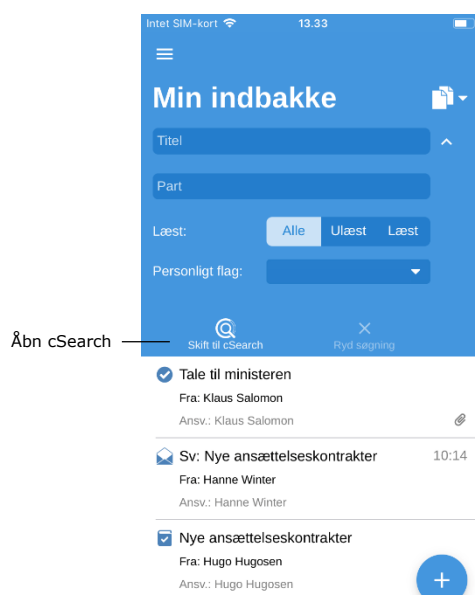 Intet SIM-kort 13.33
Min indbakke
Titel
Part
Læst: Alle Ulæst Læst
Personligt flag:
Åbn cSearch
Skift til cSearch Ryd søgning
Tale til ministeren
Fra: Klaus Salomon
Ansv.: Klaus Salomon
Sv: Nye ansættelseskontrakter 10:14
Fra: Hanne Winter
Ansv.: Hanne Winter
Nye ansættelseskontrakter
Fra: Hugo Hugosen
Ansv.: Hugo Hugosen